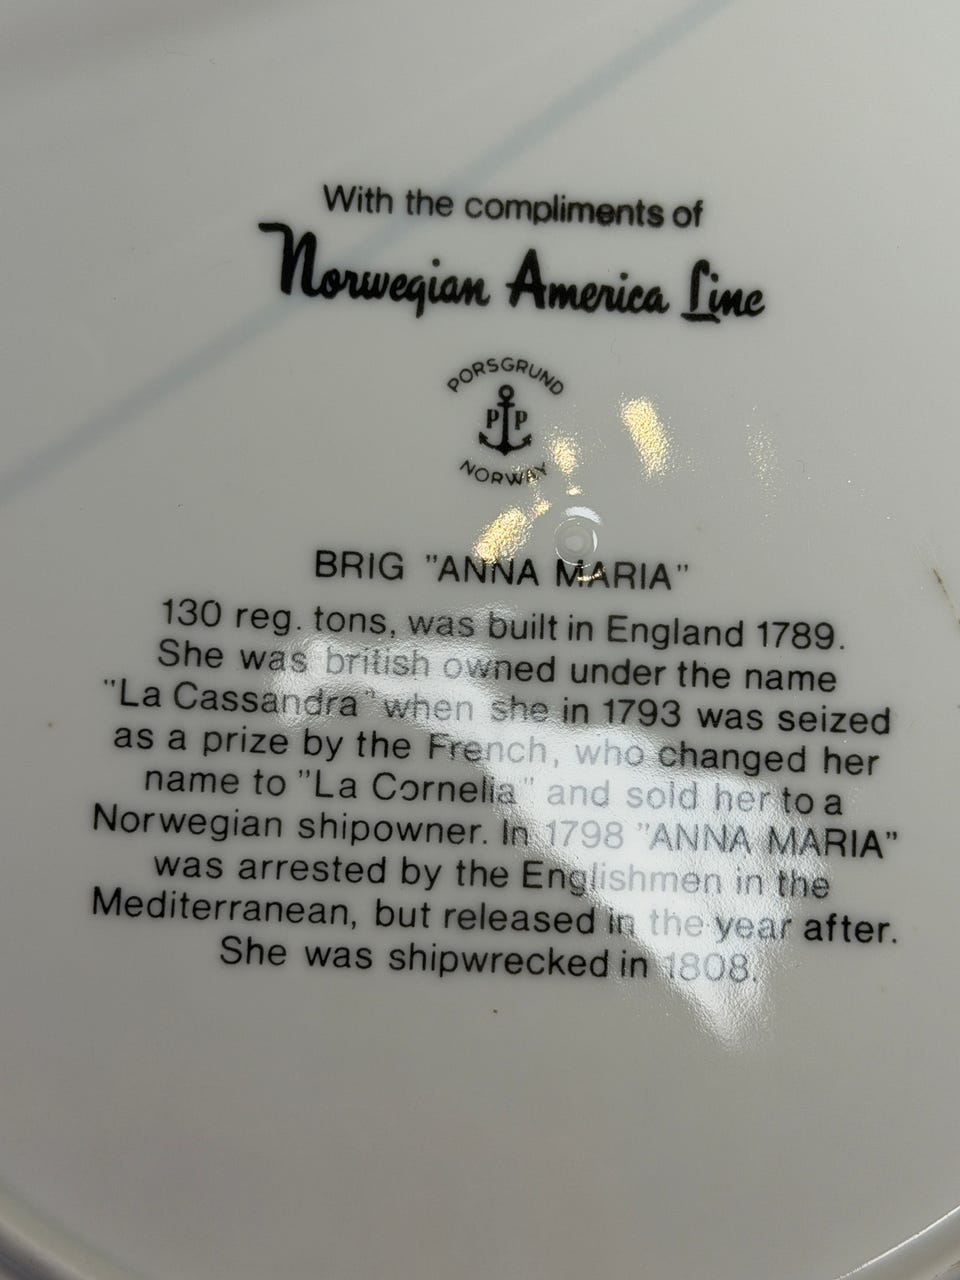 With the compliments of
Norwegian America Line
PORSGRUND
P P
NORWAY
BRIG "ANNA MARIA"
130 reg. tons, was built in England 1789.
She was british owned under the name
"La Cassandra" when she in 1793 was seized
as a prize by the French, who changed her
name to "La Cornelia" and sold her to a
Norwegian shipowner. In 1798 "ANNA MARIA"
was arrested by the Englishmen in the
Mediterranean, but released in the year after.
She was shipwrecked in 1808.